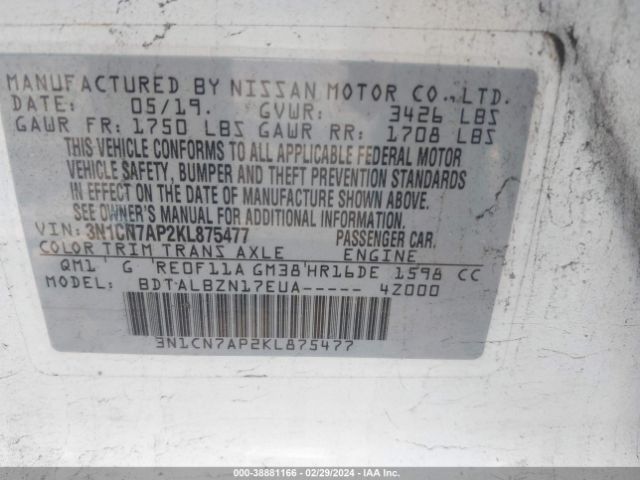 MANUFACTURED BY NISSAN MOTOR CO.,LTD.
DATE: 05/19. GVWR: 3426 LBS
GAWR FR: 1750 LBS GAWR RR: 1708 LBS
THIS VEHICLE CONFORMS TO ALL APPLICABLE FEDERAL MOTOR
VEHICLE SAFETY, BUMPER AND THEFT PREVENTION STANDARDS
IN EFFECT ON THE DATE OF MANUFACTURE SHOWN ABOVE.
SEE OWNER'S MANUAL FOR ADDITIONAL INFORMATION.
VIN: 3N1CN7AP2KL875477 PASSENGER CAR.
COLOR TRIM TRANS AXLE ENGINE
QM1 G RE0F11A GM38 HR16DE 1598 CC
MODEL: BDTALBZN17EUA----- 4Z000
3N1CN7AP2KL875477
000-38881166 - 02/29/2024 - IAA Inc.